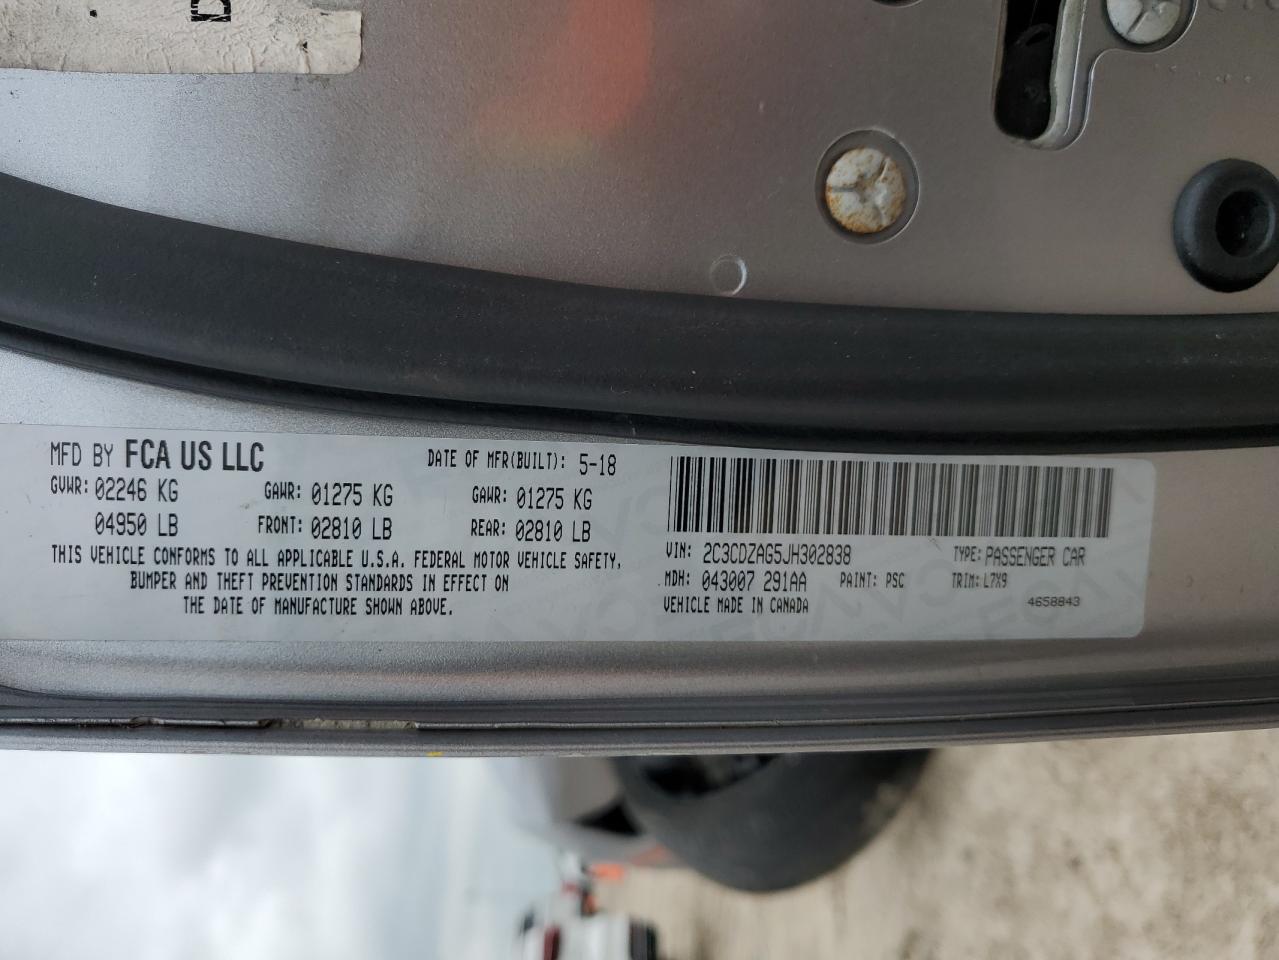 MFD BY FCA US LLC
DATE OF MFR(BUILT): 5-18
GVWR: 02246 KG
GAWR: 01275 KG
GAWR: 01275 KG
04950 LB
FRONT: 02810 LB
REAR: 02810 LB
THIS VEHICLE CONFORMS TO ALL APPLICABLE U.S.A. FEDERAL MOTOR VEHICLE SAFETY,
BUMPER AND THEFT PREVENTION STANDARDS IN EFFECT ON
THE DATE OF MANUFACTURE SHOWN ABOVE.
VIN: 2C3CDZAG5JH302838
TYPE: PASSENGER CAR
MDH: 043007 291AA
PAINT: PSC
TRIM: L7X9
VEHICLE MADE IN CANADA
4658843